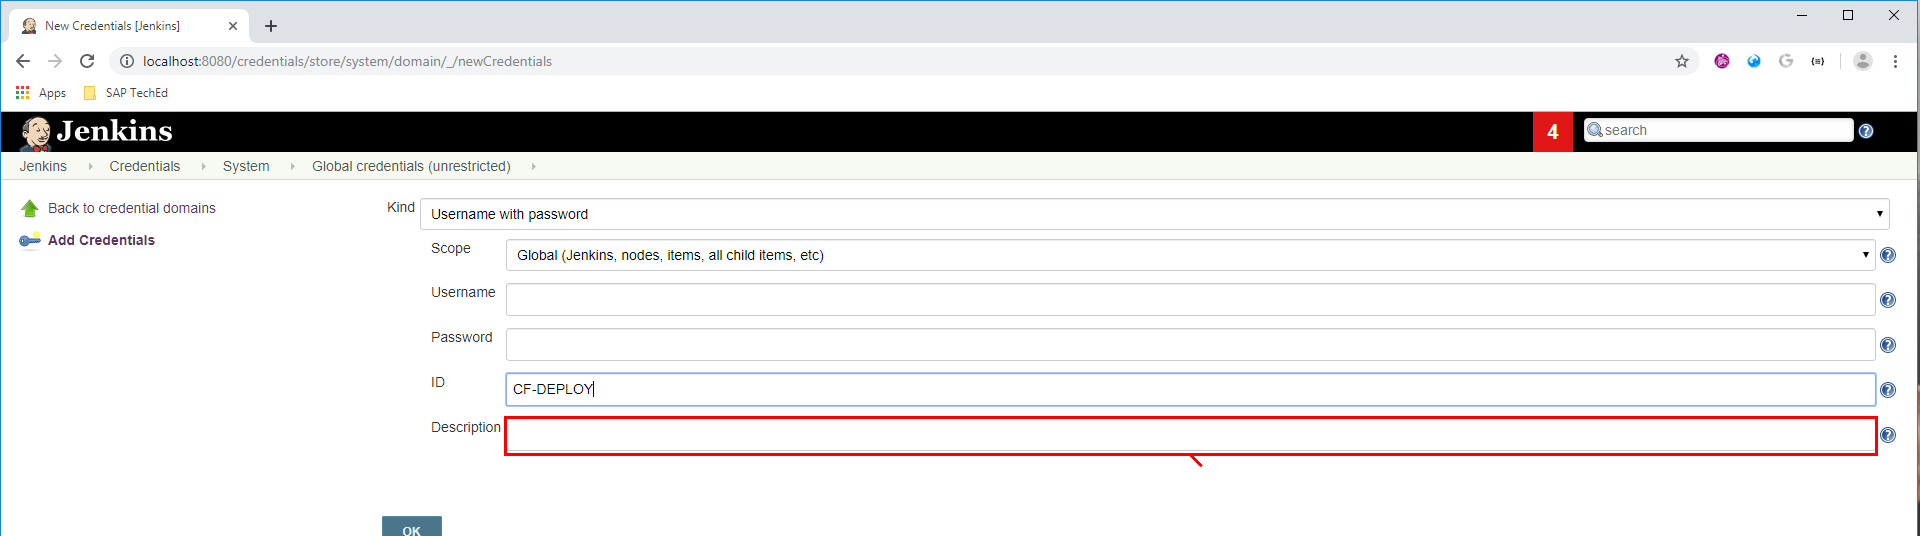 New Credentials [Jenkins]
localhost:8080/credentials/store/system/domain/_/newCredentials
Apps SAP TechEd
Jenkins 4 search
Jenkins Credentials System Global credentials (unrestricted)
Back to credential domains
Add Credentials
Kind Username with password
Scope Global (Jenkins, nodes, items, all child items, etc)
Username
Password
ID CF-DEPLOY
Description
OK